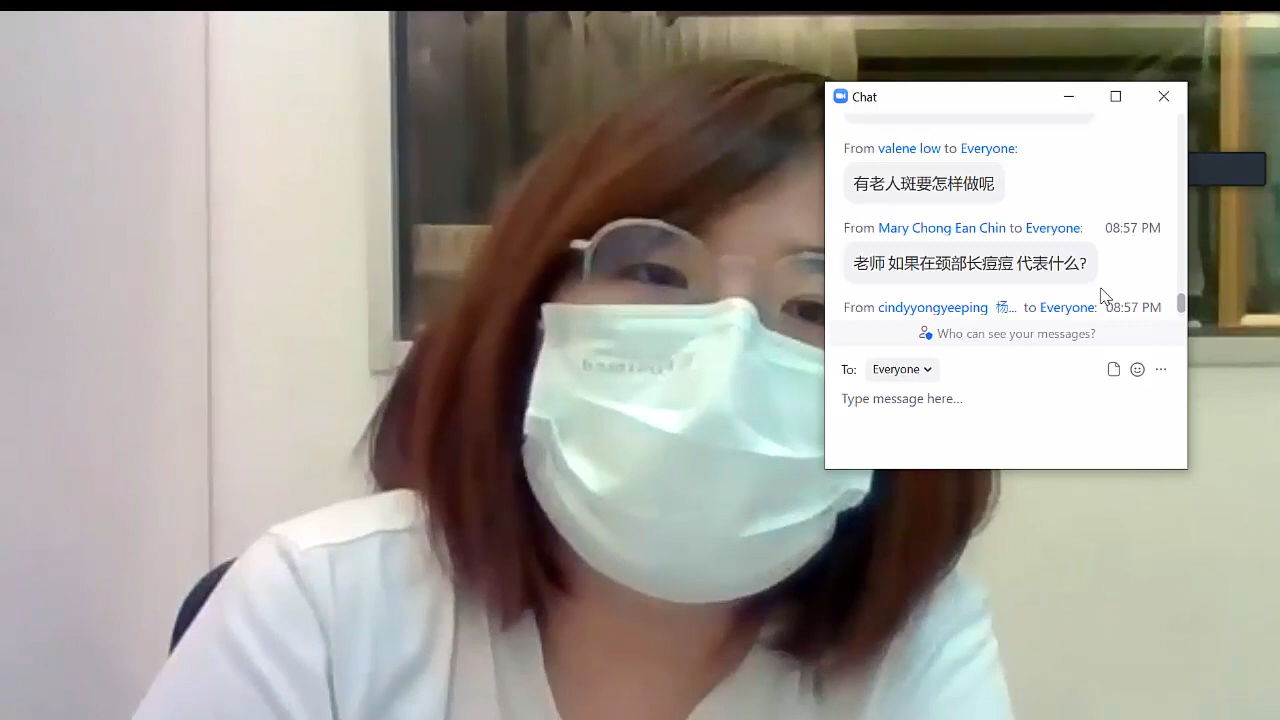 Chat
From valene low to Everyone:
有老人斑要怎样做呢
From Mary Chong Ean Chin to Everyone: 08:57 PM
老师 如果在颈部长痘痘 代表什么?
From cindyyongyeeping 杨... to Everyone: 08:57 PM
Who can see your messages?
To: Everyone
Type message here...